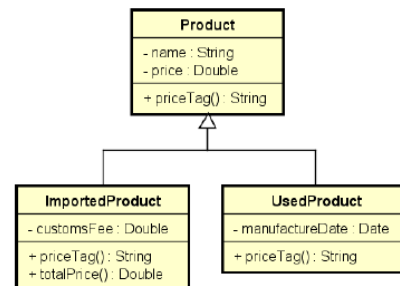 Product
- name : String
- price : Double
+ priceTag() : String
ImportedProduct
- customsFee : Double
+ priceTag() : String
+ totalPrice() : Double
UsedProduct
- manufactureDate : Date
+ priceTag() : String